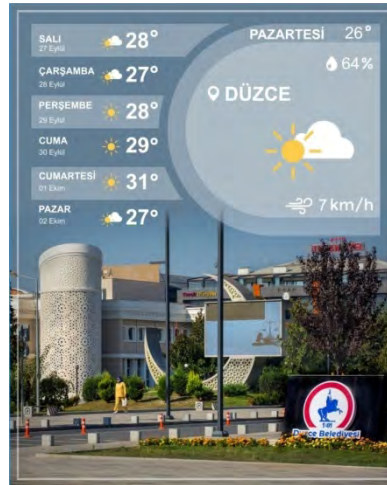 SALI
27 Eylül
28°
ÇARŞAMBA
28 Eylül
27°
PERŞEMBE
29 Eylül
28°
CUMA
30 Eylül
29°
CUMARTESİ
01 Ekim
31°
PAZAR
02 Ekim
27°
PAZARTESİ 26°
64%
DÜZCE
7 km/h
Düzce Belediyesi